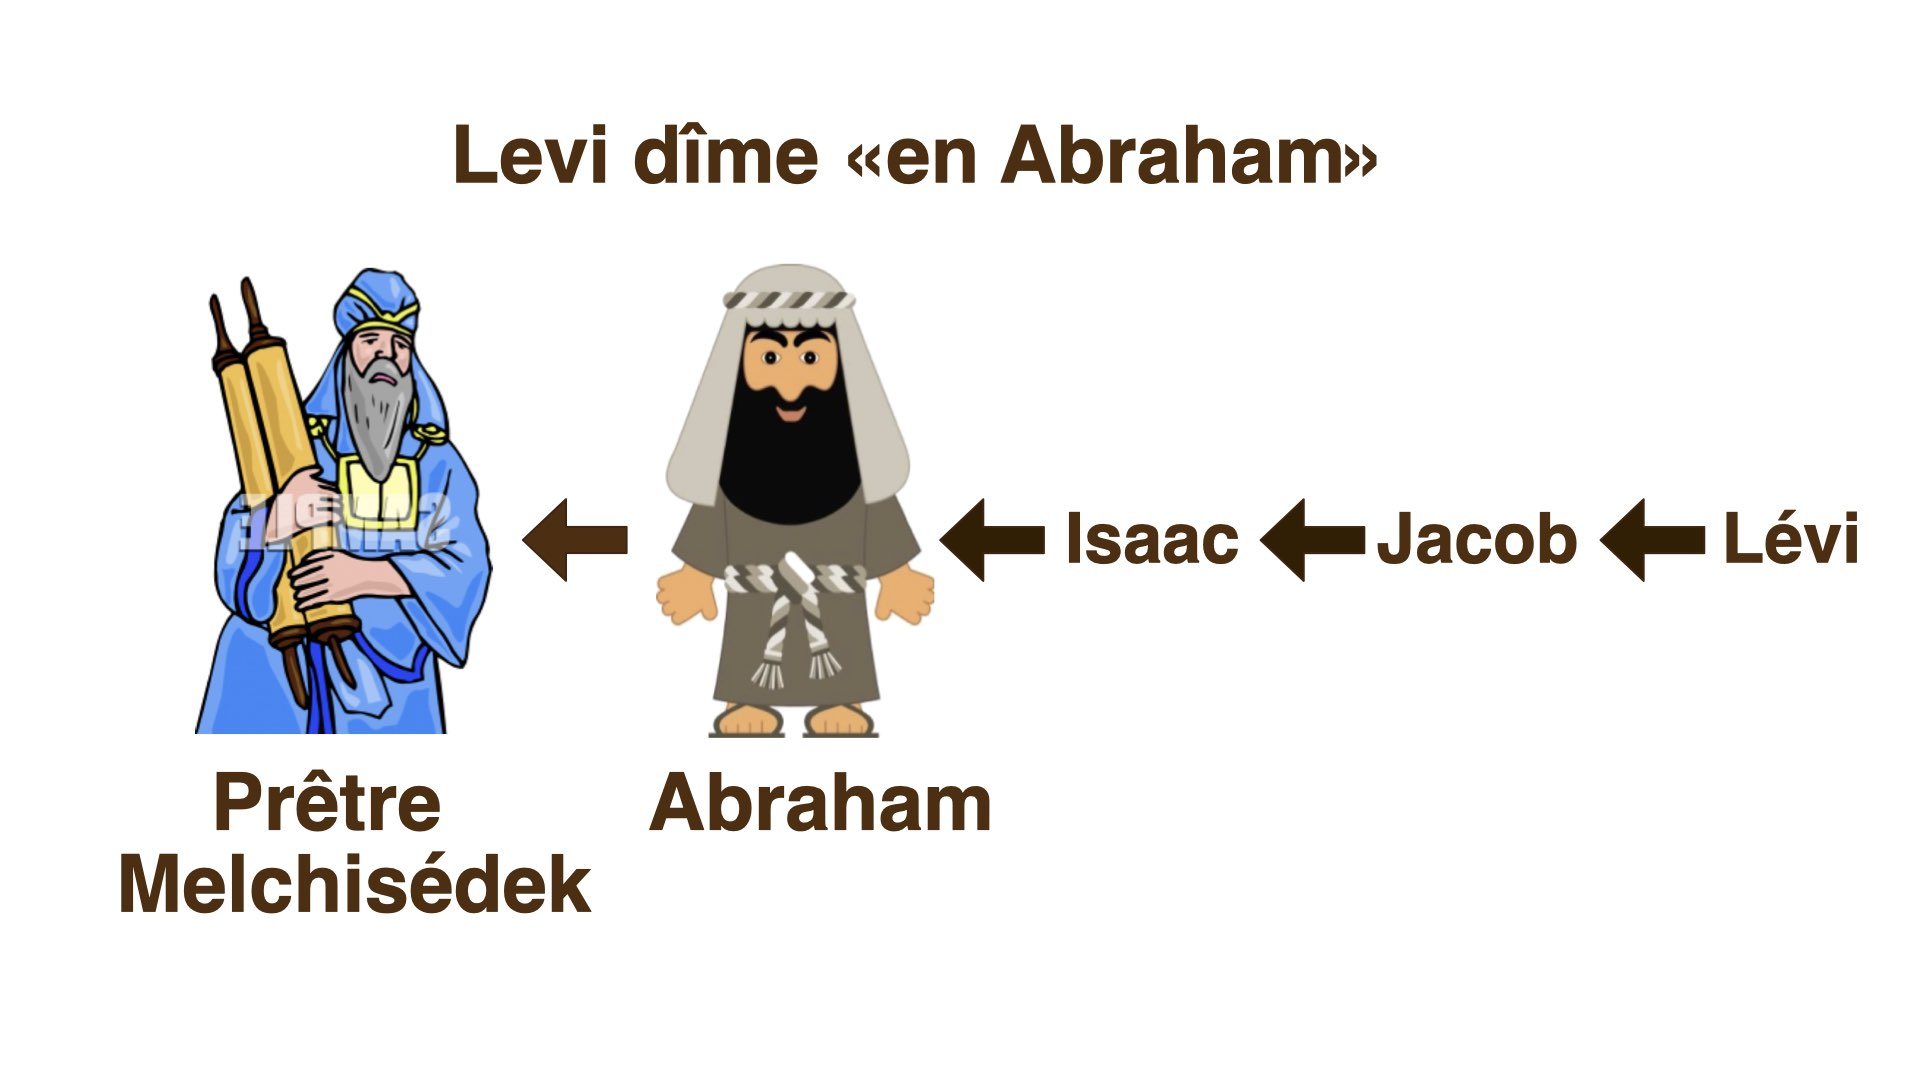 Levi dîme «en Abraham»
Isaac
Jacob
Lévi
Prêtre
Melchisédek
Abraham